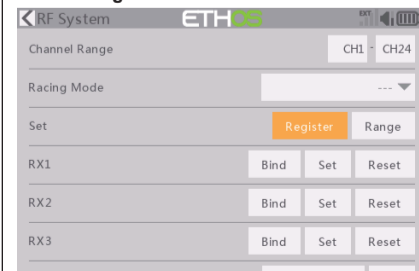 RF System ETHOS EXT
Channel Range CH1 - CH24
Racing Mode ---
Set Register Range
RX1 Bind Set Reset
RX2 Bind Set Reset
RX3 Bind Set Reset